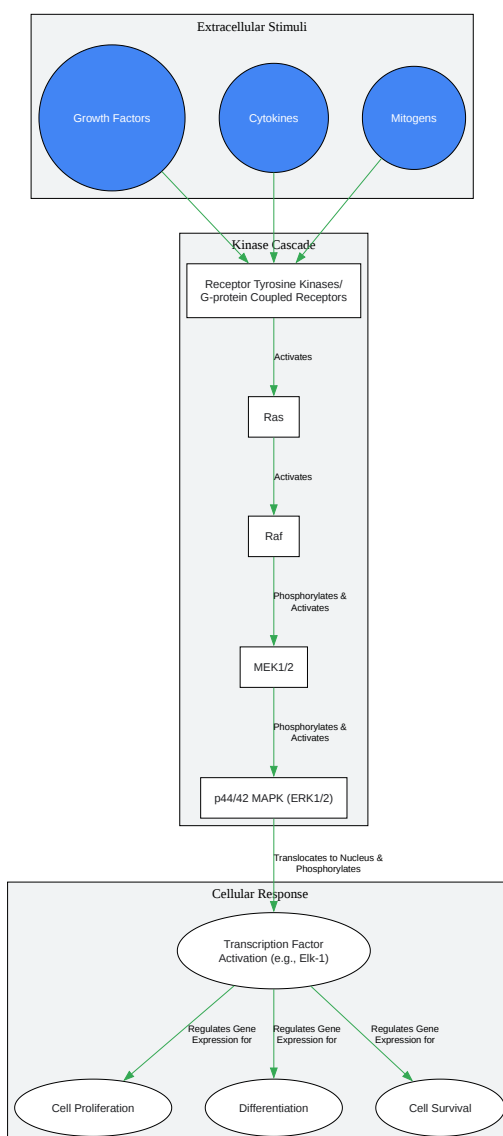 Extracellular Stimuli
Growth Factors
Cytokines
Mitogens
Kinase Cascade
Receptor Tyrosine Kinases/
G-protein Coupled Receptors
Activates
Ras
Activates
Raf
Phosphorylates &
Activates
MEK1/2
Phosphorylates &
Activates
p44/42 MAPK (ERK1/2)
Translocates to Nucleus &
Phosphorylates
Cellular Response
Transcription Factor
Activation (e.g., Elk-1)
Regulates Gene
Expression for
Regulates Gene
Expression for
Regulates Gene
Expression for
Cell Proliferation
Differentiation
Cell Survival